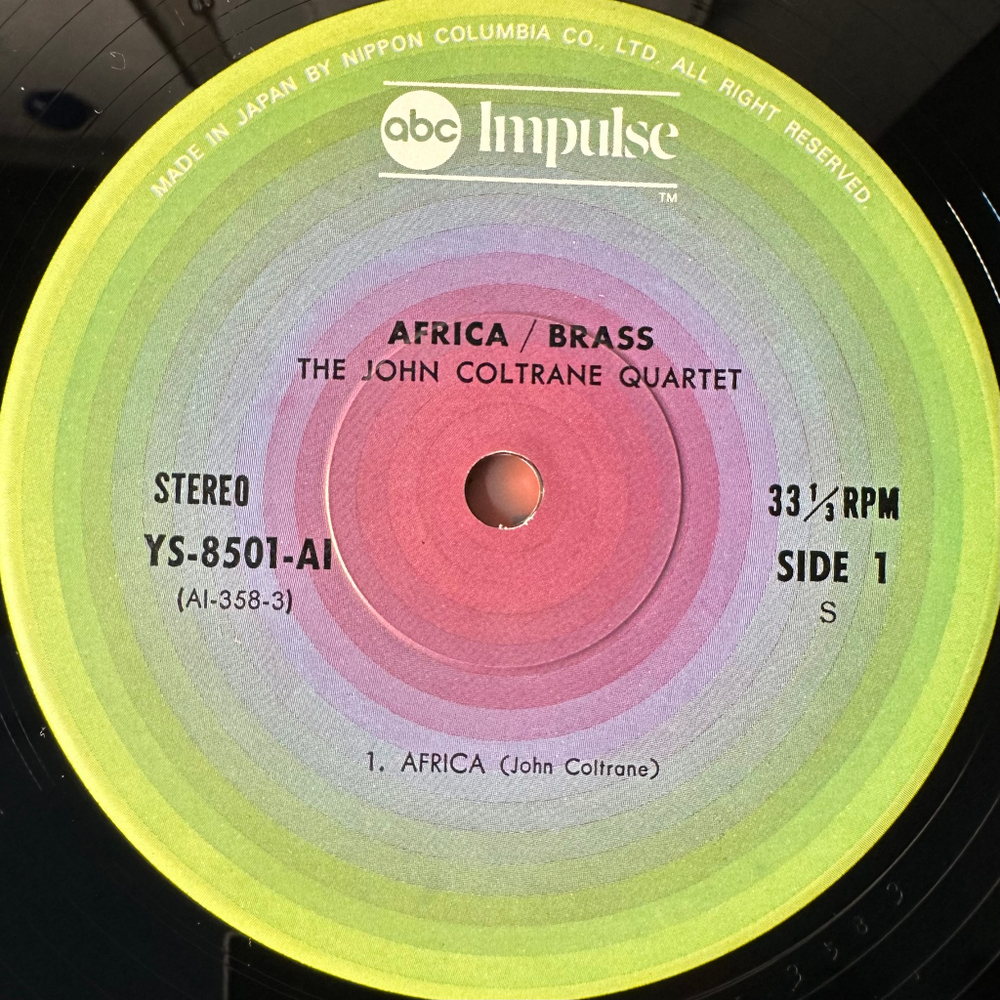 MADE IN JAPAN BY NIPPON COLUMBIA CO., LTD. ALL RIGHT RESERVED.
abc Impulse
TM
AFRICA / BRASS
THE JOHN COLTRANE QUARTET
STEREO
33 1/3 RPM
YS-8501-AI
SIDE 1
(AI-358-3)
S
1. AFRICA (John Coltrane)
3583